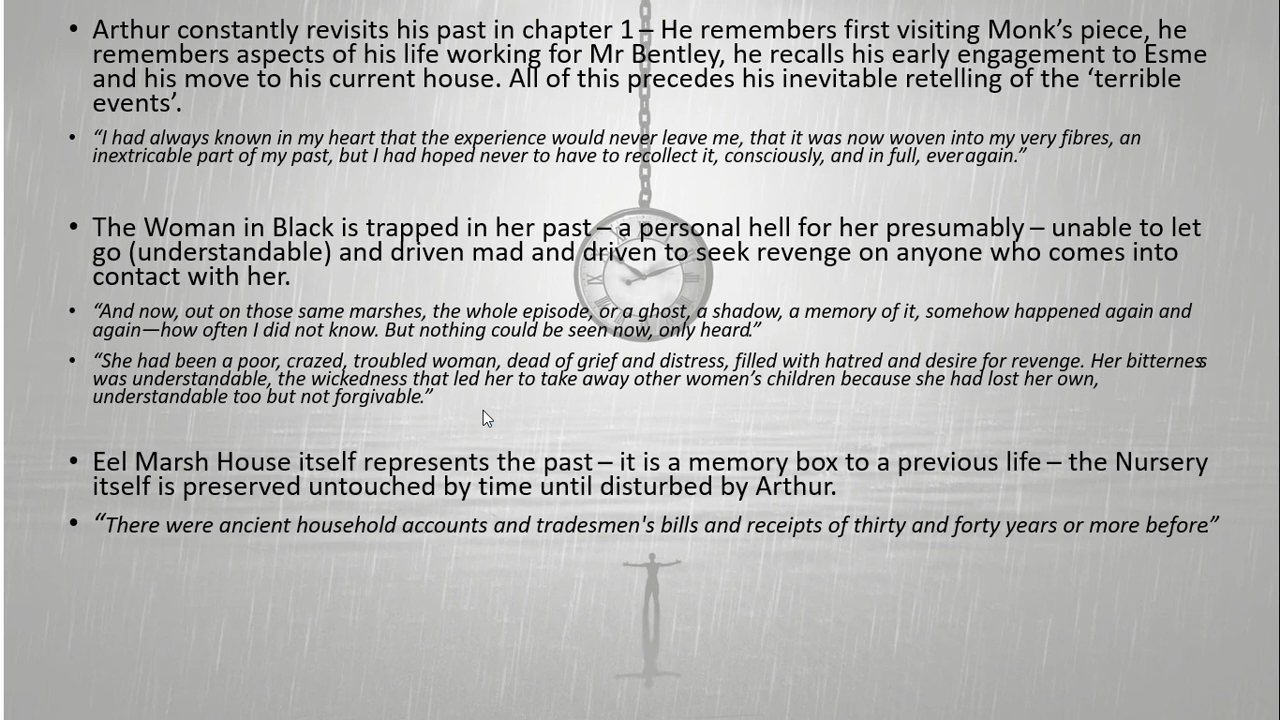 • Arthur constantly revisits his past in chapter 1 – He remembers first visiting Monk’s piece, he
remembers aspects of his life working for Mr Bentley, he recalls his early engagement to Esme
and his move to his current house. All of this precedes his inevitable retelling of the ‘terrible
events’.
• “I had always known in my heart that the experience would never leave me, that it was now woven into my very fibres, an
inextricable part of my past, but I had hoped never to have to recollect it, consciously, and in full, ever again.”
• The Woman in Black is trapped in her past – a personal hell for her presumably – unable to let
go (understandable) and driven mad and driven to seek revenge on anyone who comes into
contact with her.
• “And now, out on those same marshes, the whole episode, or a ghost, a shadow, a memory of it, somehow happened again and
again—how often I did not know. But nothing could be seen now, only heard.”
• “She had been a poor, crazed, troubled woman, dead of grief and distress, filled with hatred and desire for revenge. Her bitterness
was understandable, the wickedness that led her to take away other women’s children because she had lost her own,
understandable too but not forgivable.”
• Eel Marsh House itself represents the past – it is a memory box to a previous life – the Nursery
itself is preserved untouched by time until disturbed by Arthur.
• “There were ancient household accounts and tradesmen's bills and receipts of thirty and forty years or more before.”